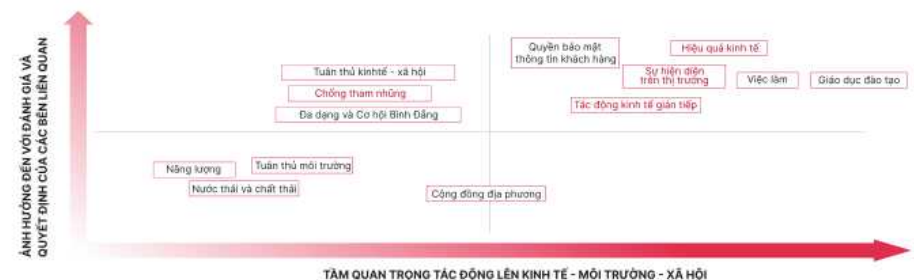 ẢNH HƯỞNG ĐẾN VỚI ĐÁNH GIÁ VÀ
QUYẾT ĐỊNH CỦA CÁC BÊN LIÊN QUAN
Quyền bảo mật
thông tin khách hàng
Hiệu quả kinh tế
Tuân thủ kinhtế - xã hội
Sự hiện diện
trên thị trường
Việc làm
Giáo dục đào tạo
Chống tham nhũng
Tác động kinh tế gián tiếp
Đa dạng và Cơ hội Bình Đẳng
Năng lượng
Tuân thủ môi trường
Nước thải và chất thải
Cộng đồng địa phương
TẦM QUAN TRỌNG TÁC ĐỘNG LÊN KINH TẾ - MÔI TRƯỜNG - XÃ HỘI